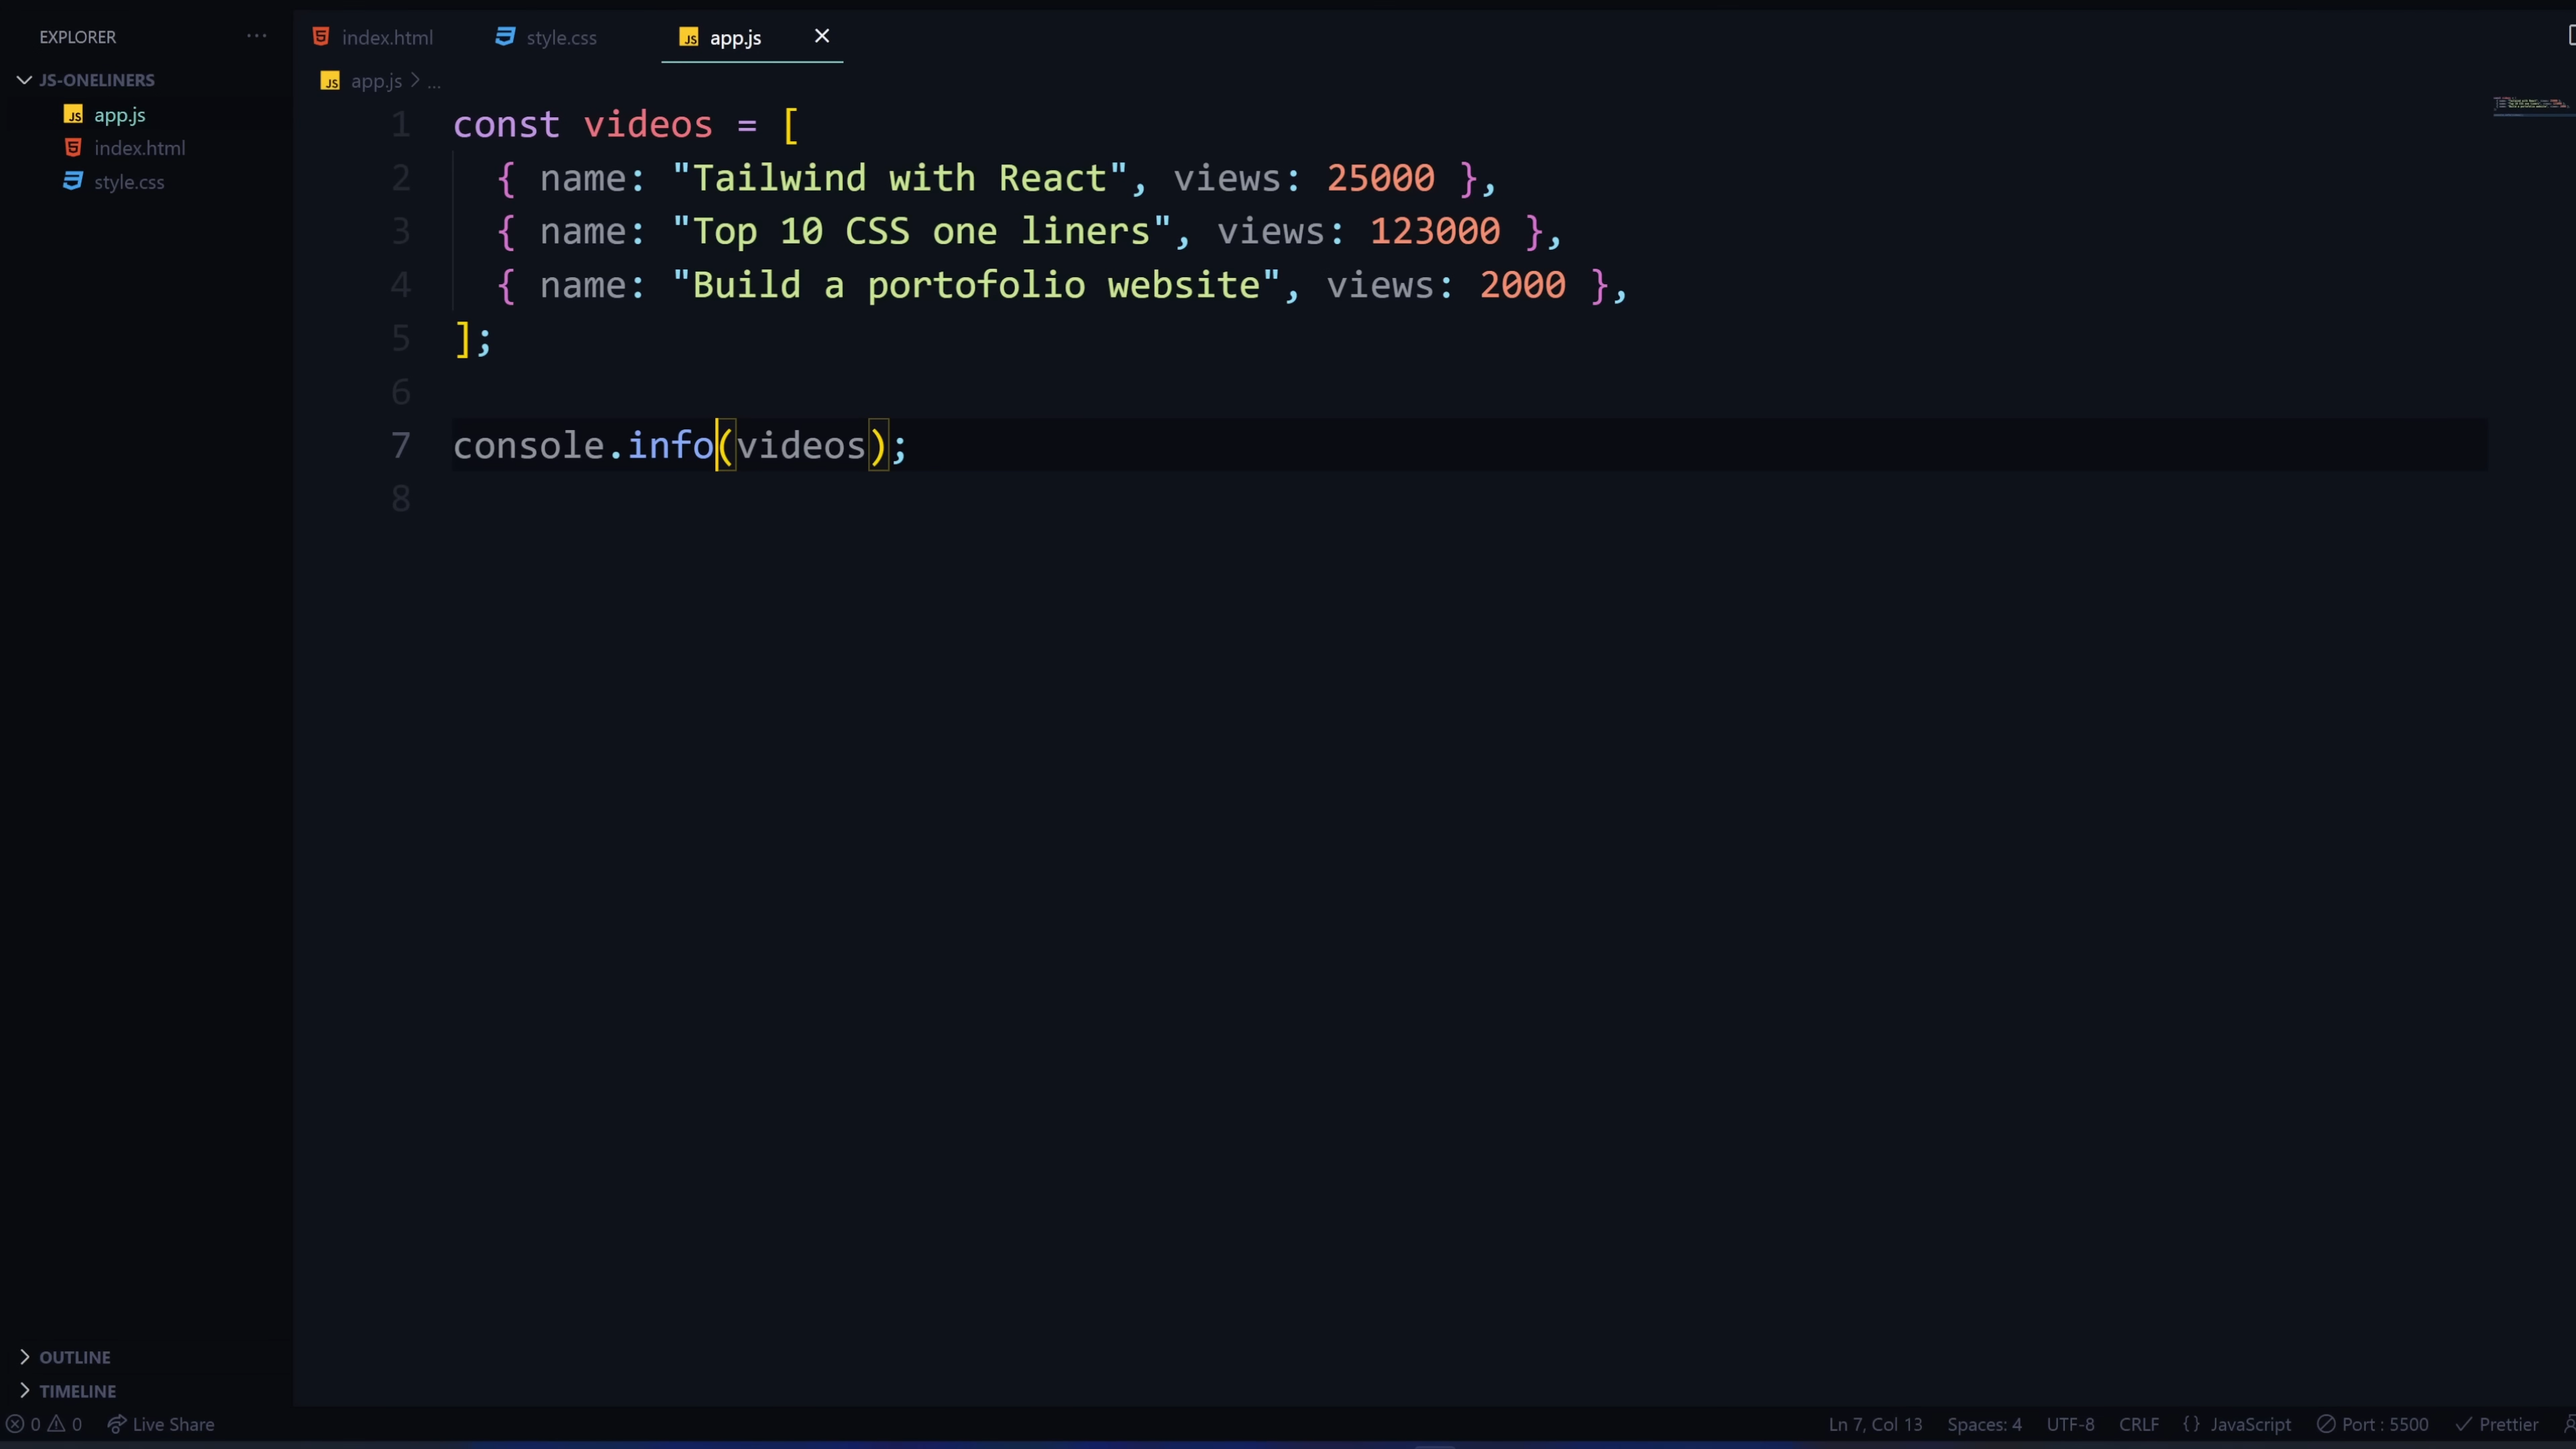 EXPLORER
index.html
style.css
app.js
JS-ONELINERS
app.js
index.html
style.css
app.js > ...
1 const videos = [
2 { name: "Tailwind with React", views: 25000 },
3 { name: "Top 10 CSS one liners", views: 123000 },
4 { name: "Build a portofolio website", views: 2000 },
5 ];
6
7 console.info(videos);
8
OUTLINE
TIMELINE
0 0 Live Share Ln 7, Col 13 Spaces: 4 UTF-8 CRLF {} JavaScript Port : 5500 Prettier